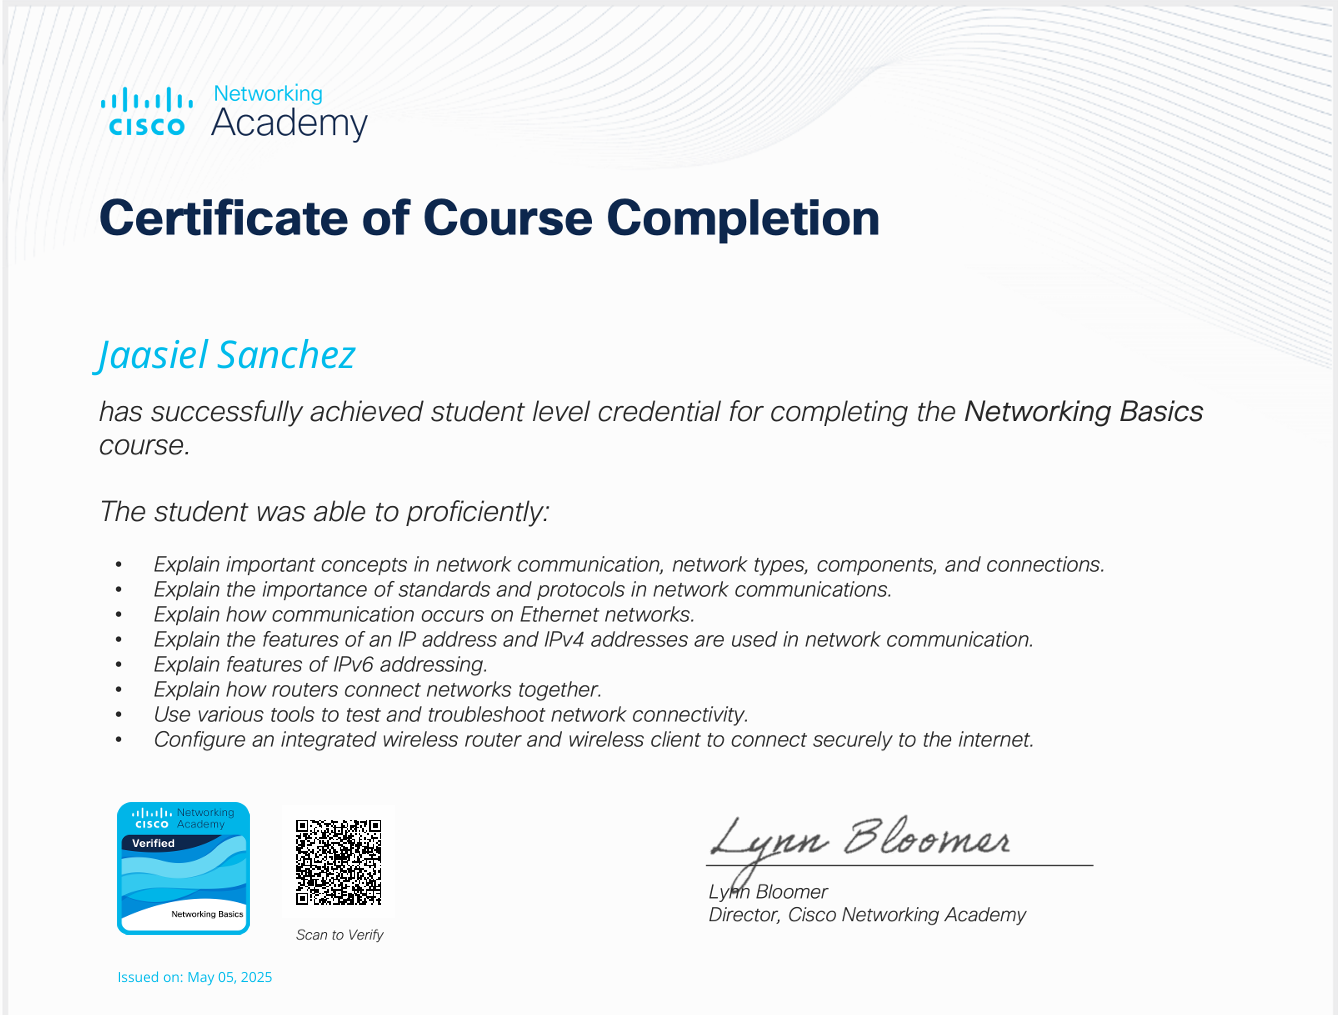 CISCO
Networking
Academy
Certificate of Course Completion
Jaasiel Sanchez
has successfully achieved student level credential for completing the Networking Basics
course.
The student was able to proficiently:
• Explain important concepts in network communication, network types, components, and connections.
• Explain the importance of standards and protocols in network communications.
• Explain how communication occurs on Ethernet networks.
• Explain the features of an IP address and IPv4 addresses are used in network communication.
• Explain features of IPv6 addressing.
• Explain how routers connect networks together.
• Use various tools to test and troubleshoot network connectivity.
• Configure an integrated wireless router and wireless client to connect securely to the internet.
CISCO
Networking
Academy
Verified
Networking Basics
Scan to Verify
Lynn Bloomer
Lynn Bloomer
Director, Cisco Networking Academy
Issued on: May 05, 2025